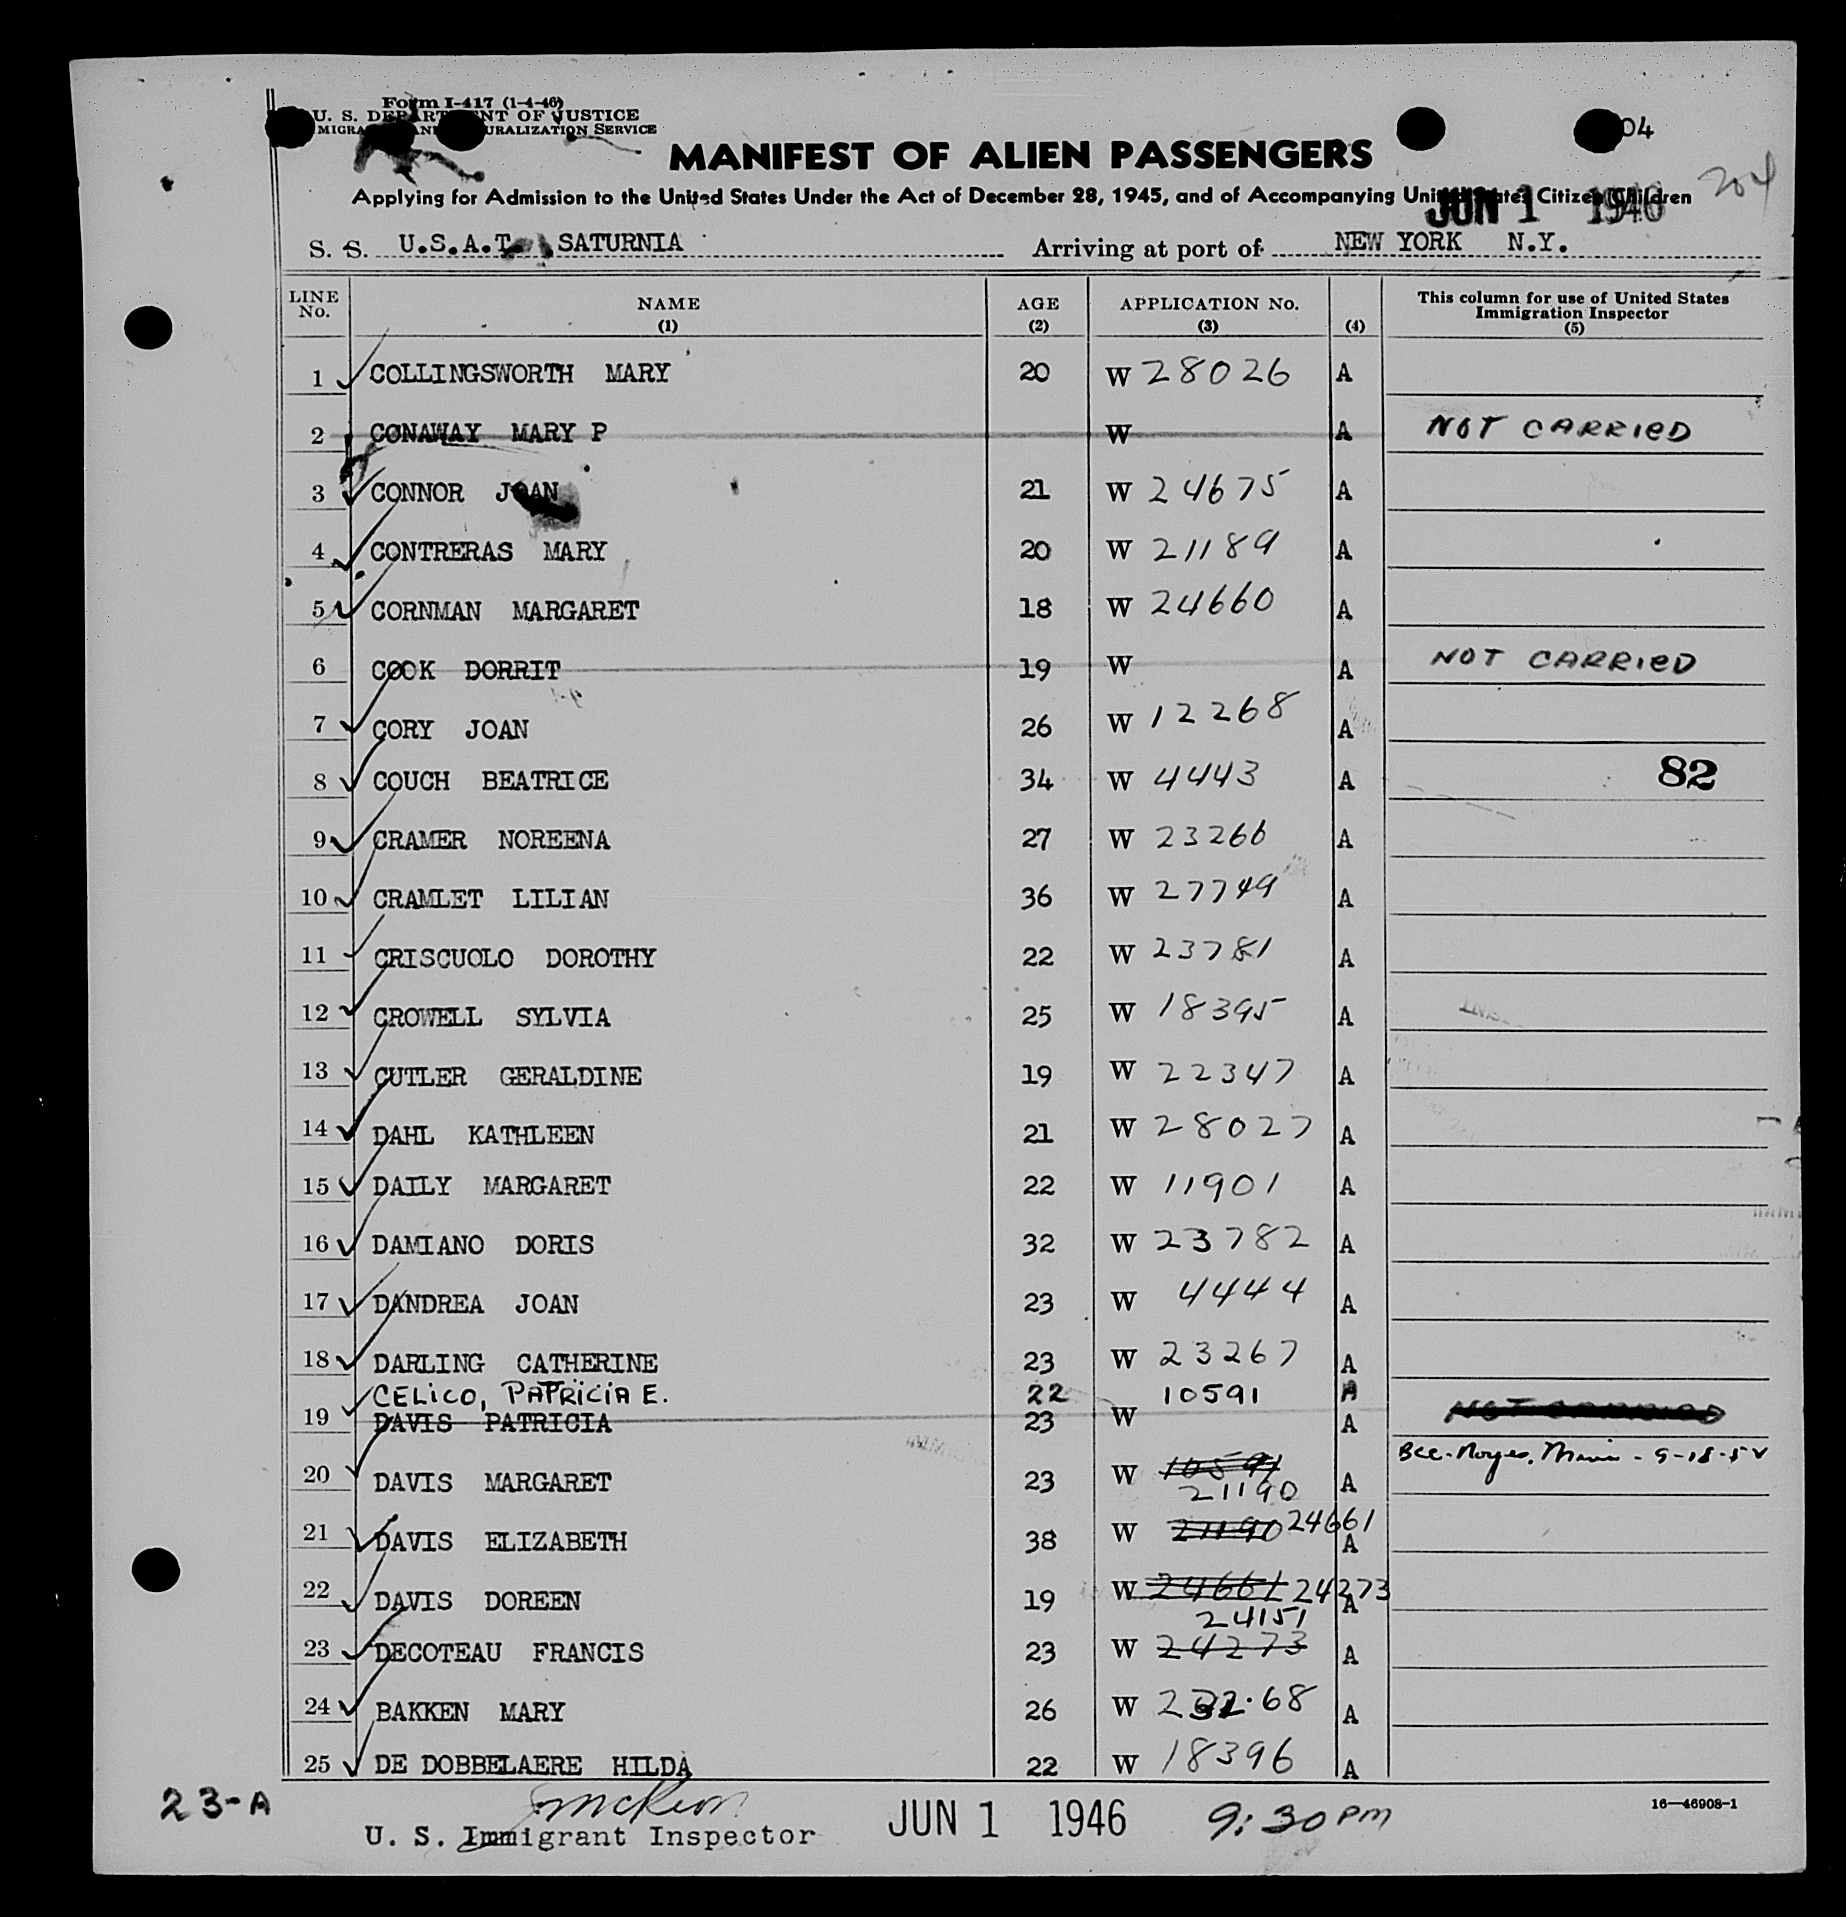 Form I-417 (1-4-46)
U. S. DEPARTMENT OF JUSTICE
IMMIGRATION AND NATURALIZATION SERVICE
04
MANIFEST OF ALIEN PASSENGERS
204
Applying for Admission to the United States Under the Act of December 28, 1945, and of Accompanying United States Citizen Children
JUN 1 1946
S. S. U.S.A.T. SATURNIA Arriving at port of NEW YORK N.Y.
LINE No. NAME (1) AGE (2) APPLICATION No. (3) (4) This column for use of United States Immigration Inspector (5)
1 COLLINGSWORTH MARY 20 W 28026 A
2 CONAWAY MARY P W A NOT CARRIED
3 CONNOR JOAN 21 W 24675 A
4 CONTRERAS MARY 20 W 21189 A
5 CORNMAN MARGARET 18 W 24660 A
6 COOK DORRIT 19 W A NOT CARRIED
7 CORY JOAN 26 W 12268 A
8 COUCH BEATRICE 34 W 4443 A 82
9 CRAMER NOREENA 27 W 23266 A
10 CRAMLET LILIAN 36 W 27749 A
11 CRISCUOLO DOROTHY 22 W 23781 A
12 CROWELL SYLVIA 25 W 18395 A
13 CUTLER GERALDINE 19 W 22347 A
14 DAHL KATHLEEN 21 W 28027 A
15 DAILY MARGARET 22 W 11901 A
16 DAMIANO DORIS 32 W 23782 A
17 DANDREA JOAN 23 W 4444 A
18 DARLING CATHERINE 23 W 23267 A
CELICO, PATRICIA E. 22 10591 A
19 DAVIS PATRICIA 23 W A NOT CARRIED
20 DAVIS MARGARET 23 W 10591 21190 A
21 DAVIS ELIZABETH 38 W 21190 24661 A
22 DAVIS DOREEN 19 W 24661 24273 A
24151
23 DECOTEAU FRANCIS 23 W 24273 A
24 BAKKEN MARY 26 W 23268 A
25 DE DOBBELAERE HILDA 22 W 18396 A
23-A
U. S. Immigrant Inspector JUN 1 1946 9:30 PM
16—46908-1